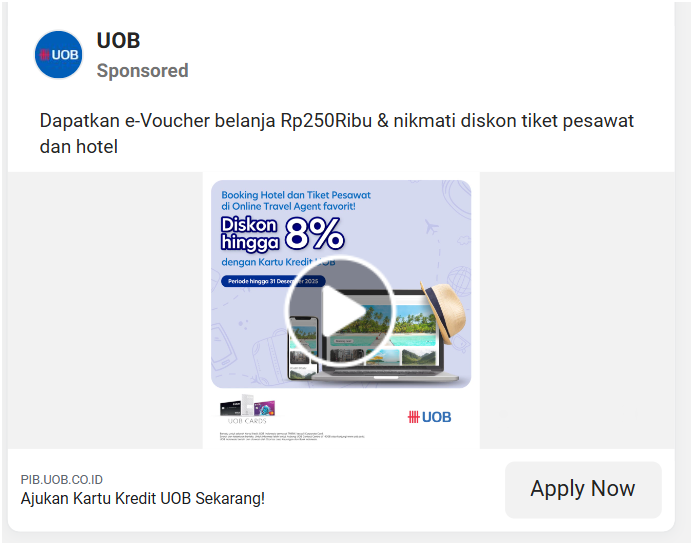 UOB
UOB
Sponsored
Dapatkan e-Voucher belanja Rp250Ribu & nikmati diskon tiket pesawat
dan hotel
Booking Hotel dan Tiket Pesawat
di Online Travel Agent favorit!
Diskon
hingga 8%
dengan Kartu Kredit UOB
Periode hingga 31 Desember 2025
UOB CARDS
UOB
PIB.UOB.CO.ID
Ajukan Kartu Kredit UOB Sekarang!
Apply Now